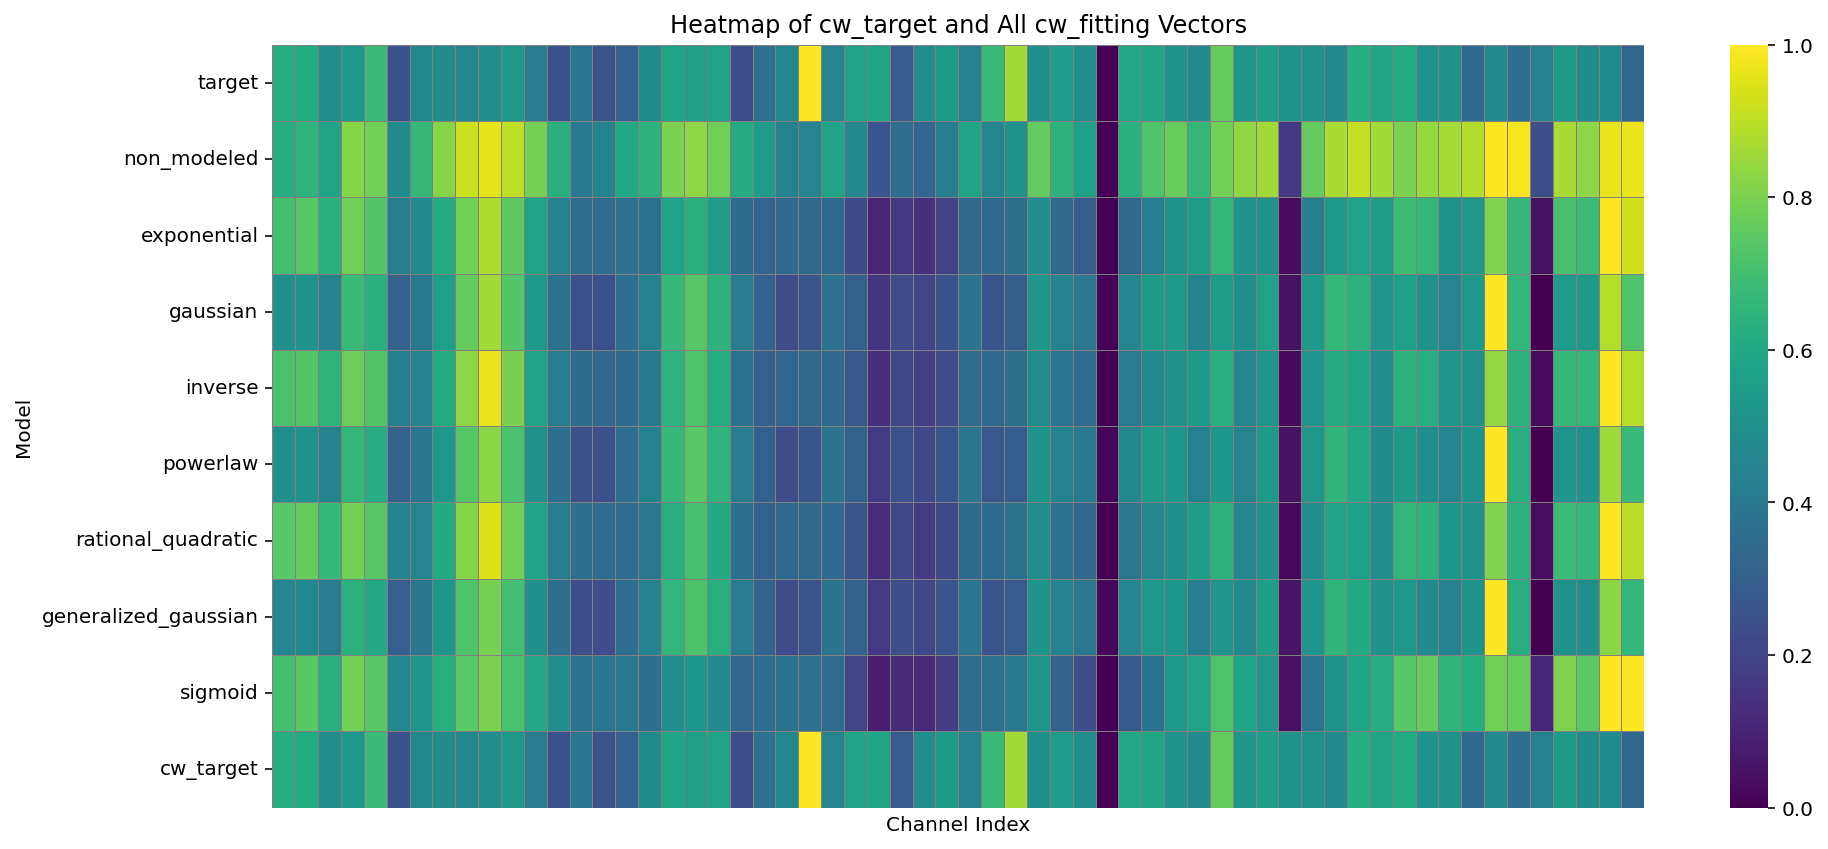 Heatmap of cw_target and All cw_fitting Vectors
target
non_modeled
exponential
gaussian
inverse
powerlaw
rational_quadratic
generalized_gaussian
sigmoid
cw_target
Model
Channel Index
1.0
0.8
0.6
0.4
0.2
0.0